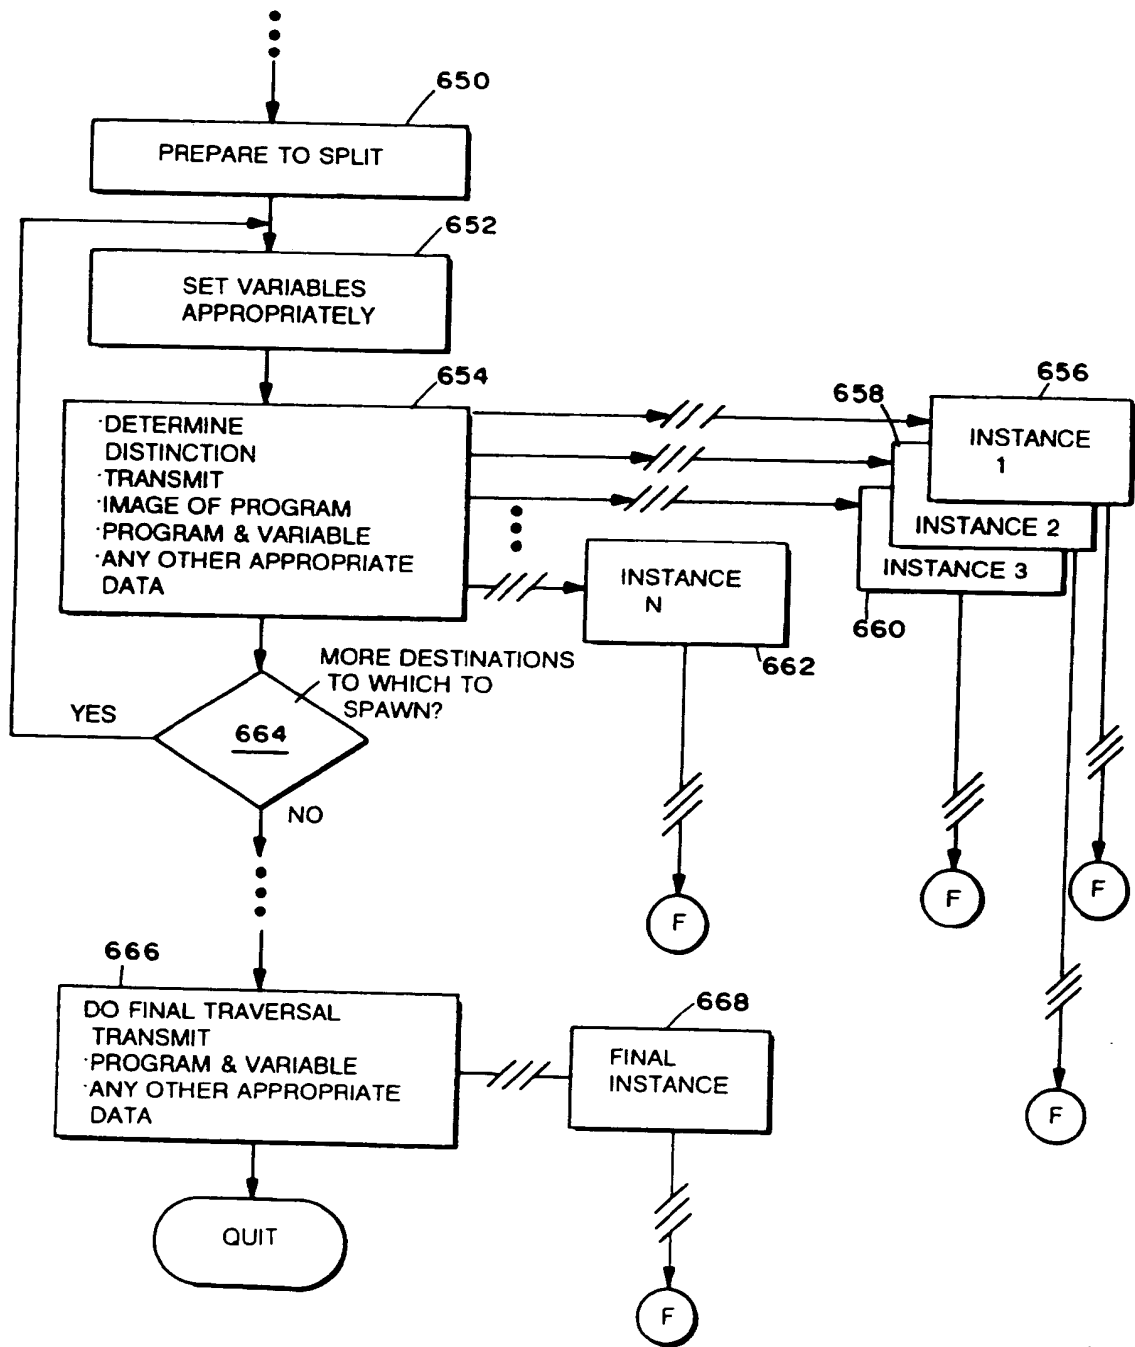 650
PREPARE TO SPLIT
652
SET VARIABLES
APPROPRIATELY
654
·DETERMINE
DISTINCTION
·TRANSMIT
·IMAGE OF PROGRAM
·PROGRAM & VARIABLE
·ANY OTHER APPROPRIATE
DATA
656
INSTANCE
1
658
INSTANCE 2
INSTANCE 3
660
INSTANCE
N
662
MORE DESTINATIONS
TO WHICH TO
SPAWN?
YES
664
NO
F
F
F
F
666
DO FINAL TRAVERSAL
TRANSMIT
·PROGRAM & VARIABLE
·ANY OTHER APPROPRIATE
DATA
668
FINAL
INSTANCE
QUIT
F